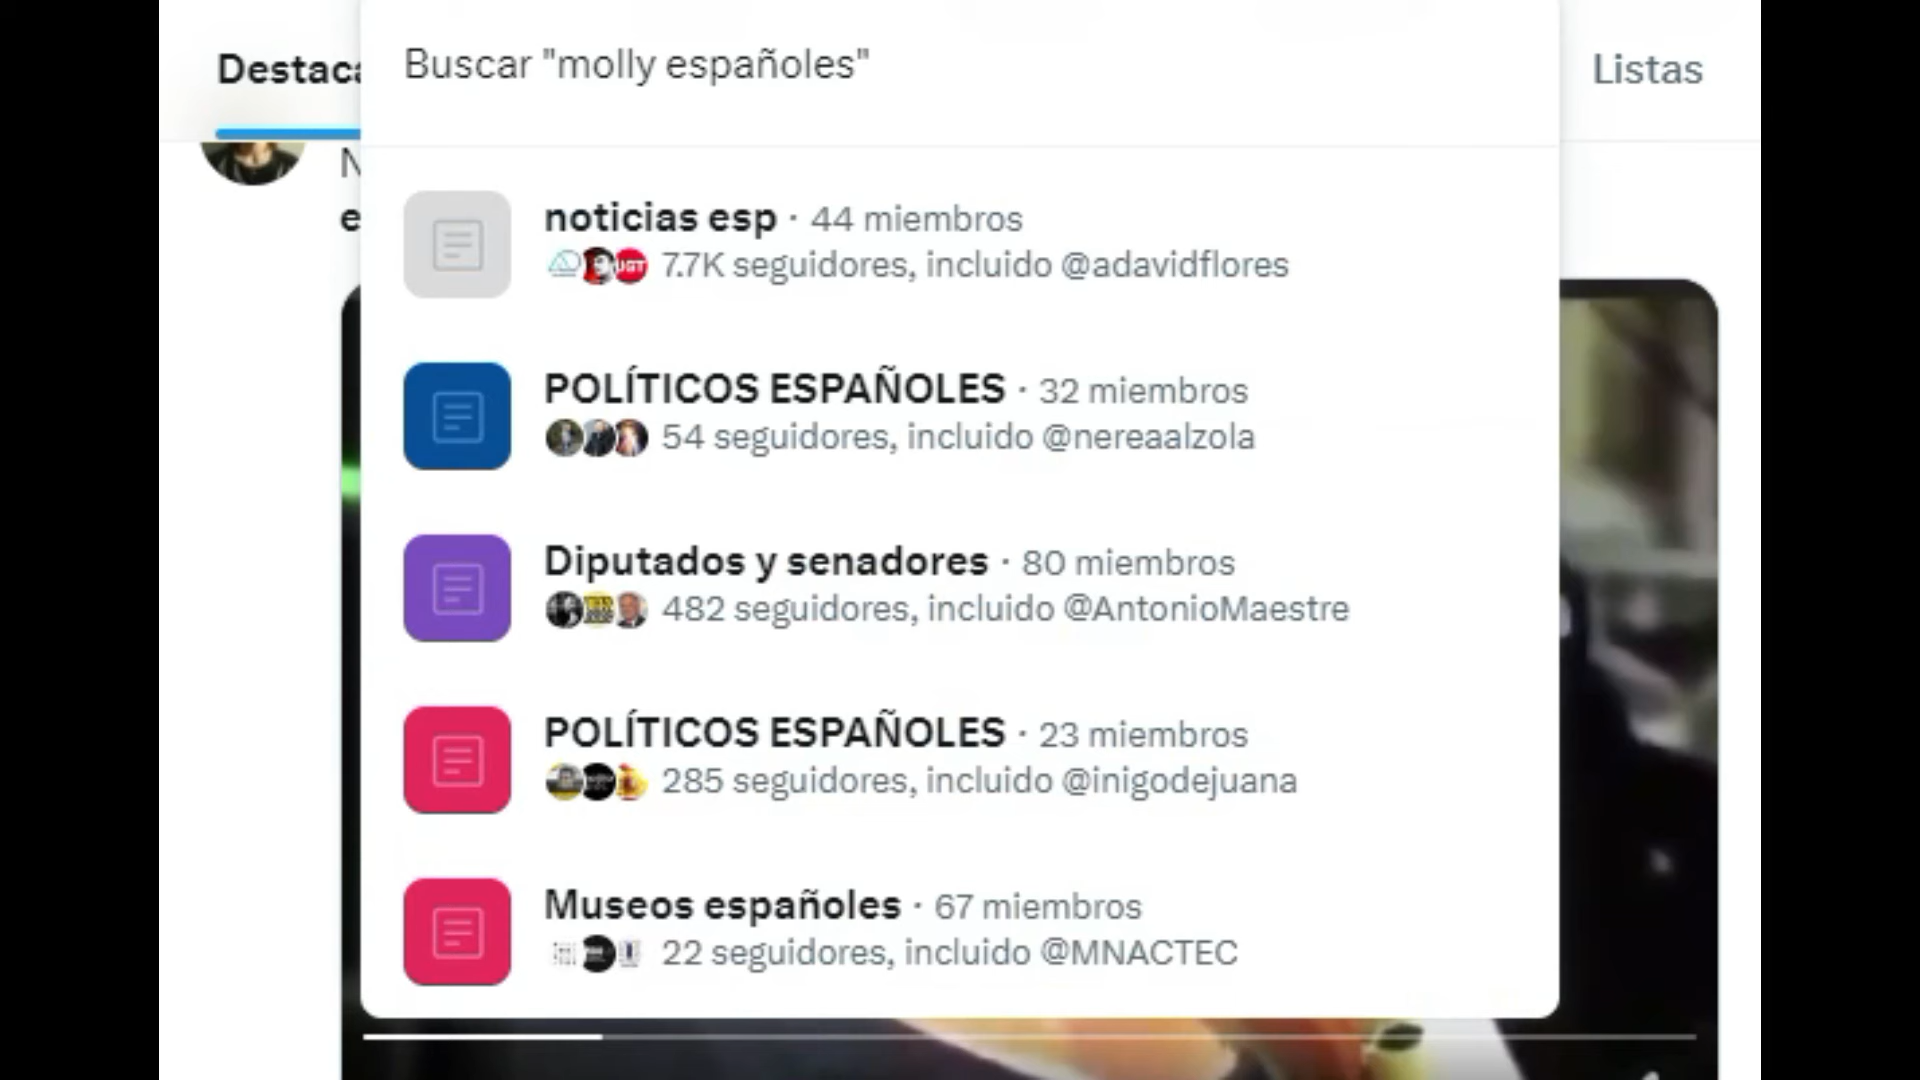 Destaca
Buscar "molly españoles"
Listas
N
e
noticias esp · 44 miembros
UGT
7.7K seguidores, incluido @adavidflores
POLÍTICOS ESPAÑOLES · 32 miembros
54 seguidores, incluido @nereaalzola
Diputados y senadores · 80 miembros
482 seguidores, incluido @AntonioMaestre
POLÍTICOS ESPAÑOLES · 23 miembros
285 seguidores, incluido @inigodejuana
Museos españoles · 67 miembros
22 seguidores, incluido @MNACTEC